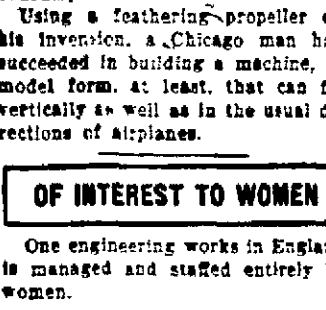 Using a feathering propeller
his invention, a Chicago man ha
succeeded in building a machine,
model form, at least, that can f
vertically as well as in the usual d
rections of airplanes.
OF INTEREST TO WOMEN
One engineering works in Engla
is managed and staffed entirely
women.